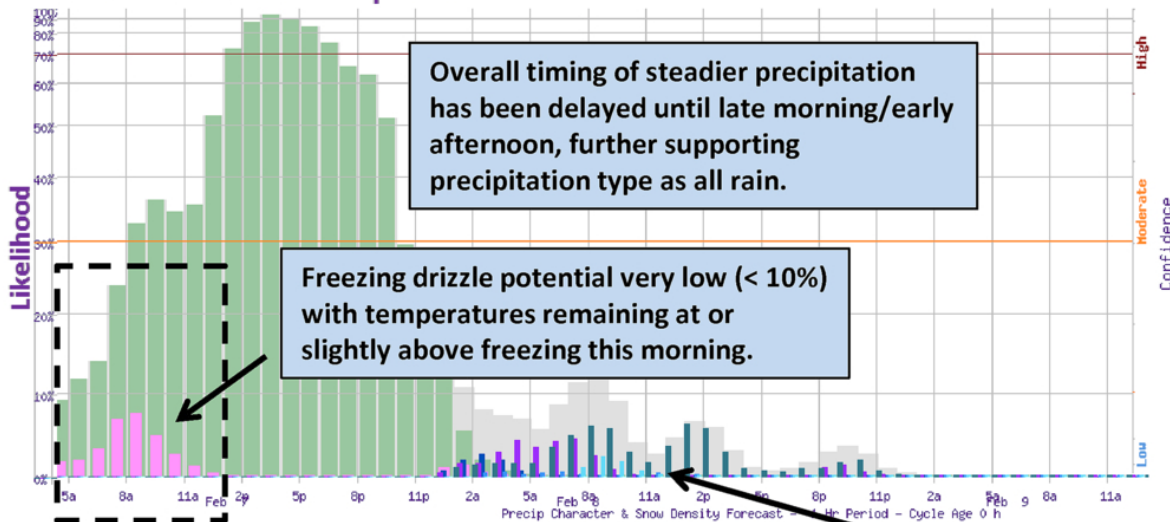 100%
90%
80%
70%
60%
50%
40%
30%
20%
10%
0%
Likelihood
High
Moderate
Low
Confidence
Overall timing of steadier precipitation
has been delayed until late morning/early
afternoon, further supporting
precipitation type as all rain.
Freezing drizzle potential very low (< 10%)
with temperatures remaining at or
slightly above freezing this morning.
5a 8a 11a 2p 5p 8p 11p 2a 5a 8a 11a 2p 5p 8p 11p 2a 5a 8a 11a
Feb 7 Feb 8 Feb 9
Precip Character & Snow Density Forecast - Hr Period - Cycle Age 0 h